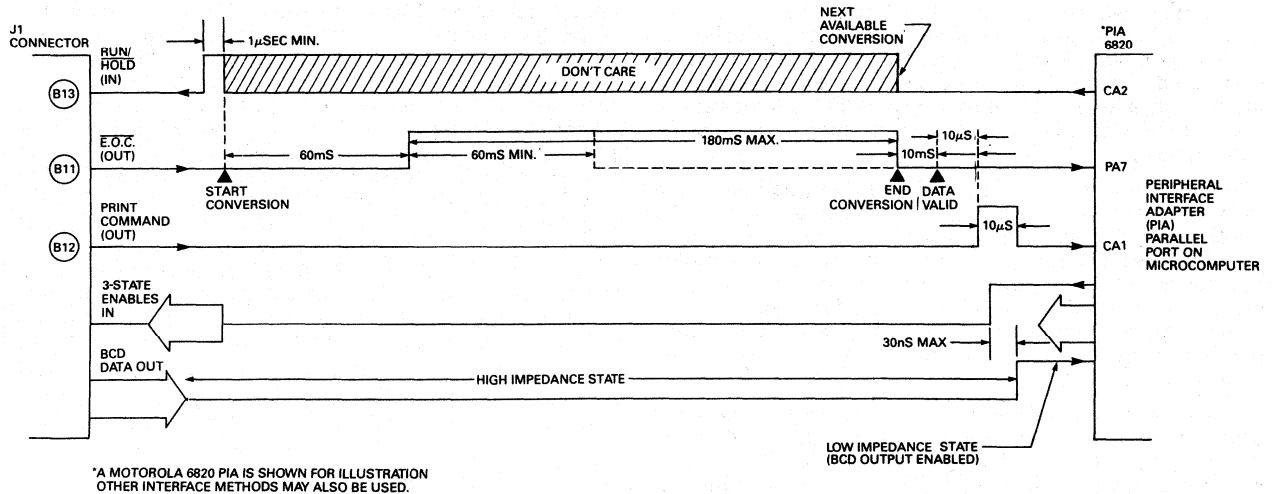 J1
CONNECTOR
RUN/
HOLD
(IN)
B13
1µSEC MIN.
DON'T CARE
NEXT
AVAILABLE
CONVERSION
*PIA
6820
CA2
E.O.C.
(OUT)
B11
60mS
60mS MIN.
180mS MAX.
10mS
10µS
START
CONVERSION
END
CONVERSION
DATA
VALID
PA7
PRINT
COMMAND
(OUT)
B12
10µS
CA1
PERIPHERAL
INTERFACE
ADAPTER
(PIA)
PARALLEL
PORT ON
MICROCOMPUTER
3-STATE
ENABLES
IN
30nS MAX
BCD
DATA OUT
HIGH IMPEDANCE STATE
LOW IMPEDANCE STATE
(BCD OUTPUT ENABLED)
*A MOTOROLA 6820 PIA IS SHOWN FOR ILLUSTRATION
OTHER INTERFACE METHODS MAY ALSO BE USED.